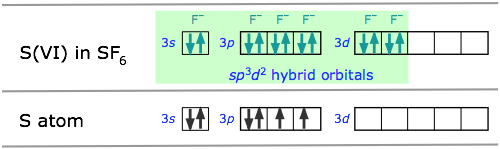 F⁻ F⁻ F⁻ F⁻ F⁻ F⁻
S(VI) in SF₆ 3s 3p 3d
sp³d² hybrid orbitals
S atom 3s 3p 3d